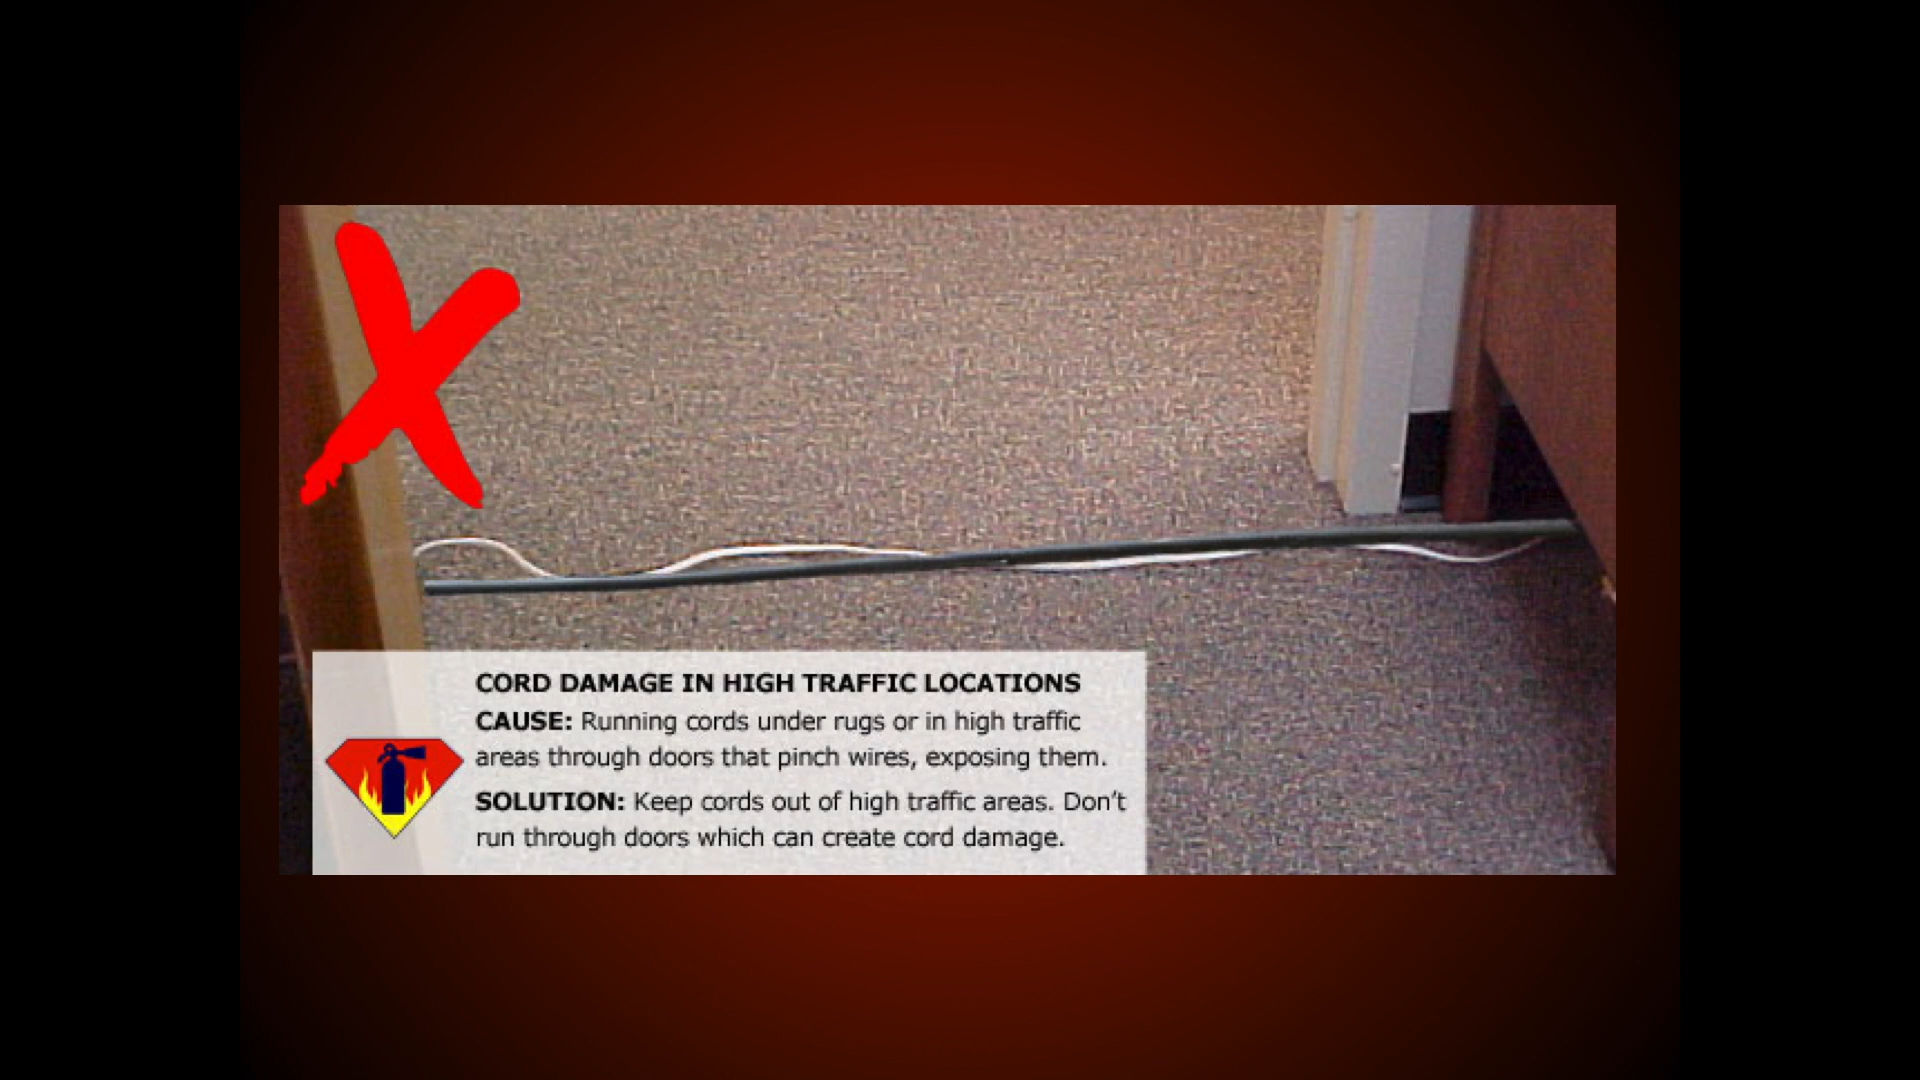 CORD DAMAGE IN HIGH TRAFFIC LOCATIONS
CAUSE: Running cords under rugs or in high traffic
areas through doors that pinch wires, exposing them.
SOLUTION: Keep cords out of high traffic areas. Don’t
run through doors which can create cord damage.